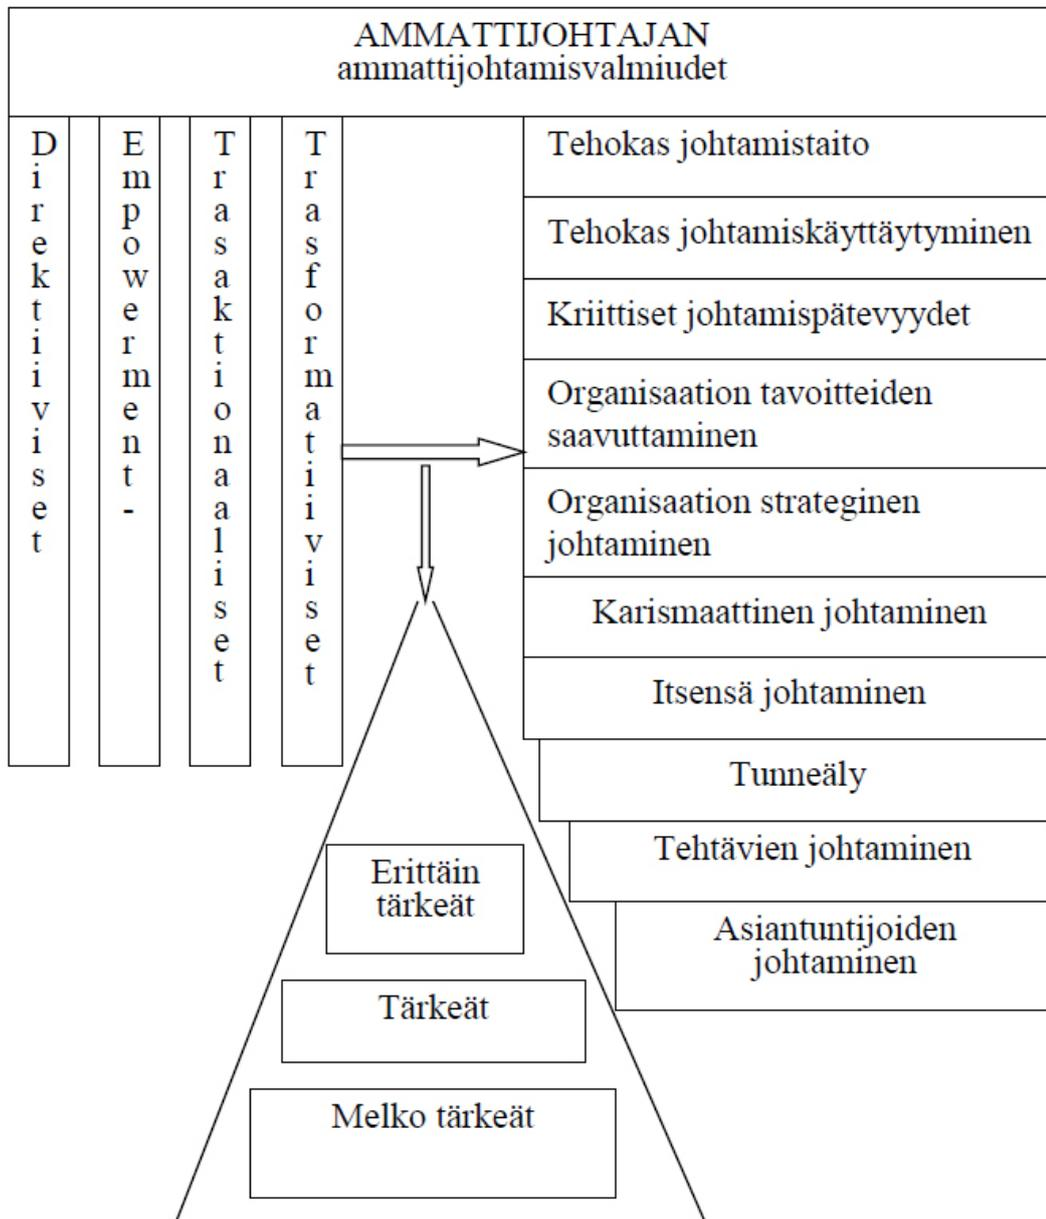 AMMATTIJOHTAJAN
ammattijohtamisvalmiudet
Direktiiviset
Empowerment-
Trasaktionaaliset
Trasformatiiviset
Tehokas johtamistaito
Tehokas johtamiskäyttäytyminen
Kriittiset johtamispätevyydet
Organisaation tavoitteiden
saavuttaminen
Organisaation strateginen
johtaminen
Karismaattinen johtaminen
Itsensä johtaminen
Tunneäly
Tehtävien johtaminen
Asiantuntijoiden
johtaminen
Erittäin
tärkeät
Tärkeät
Melko tärkeät